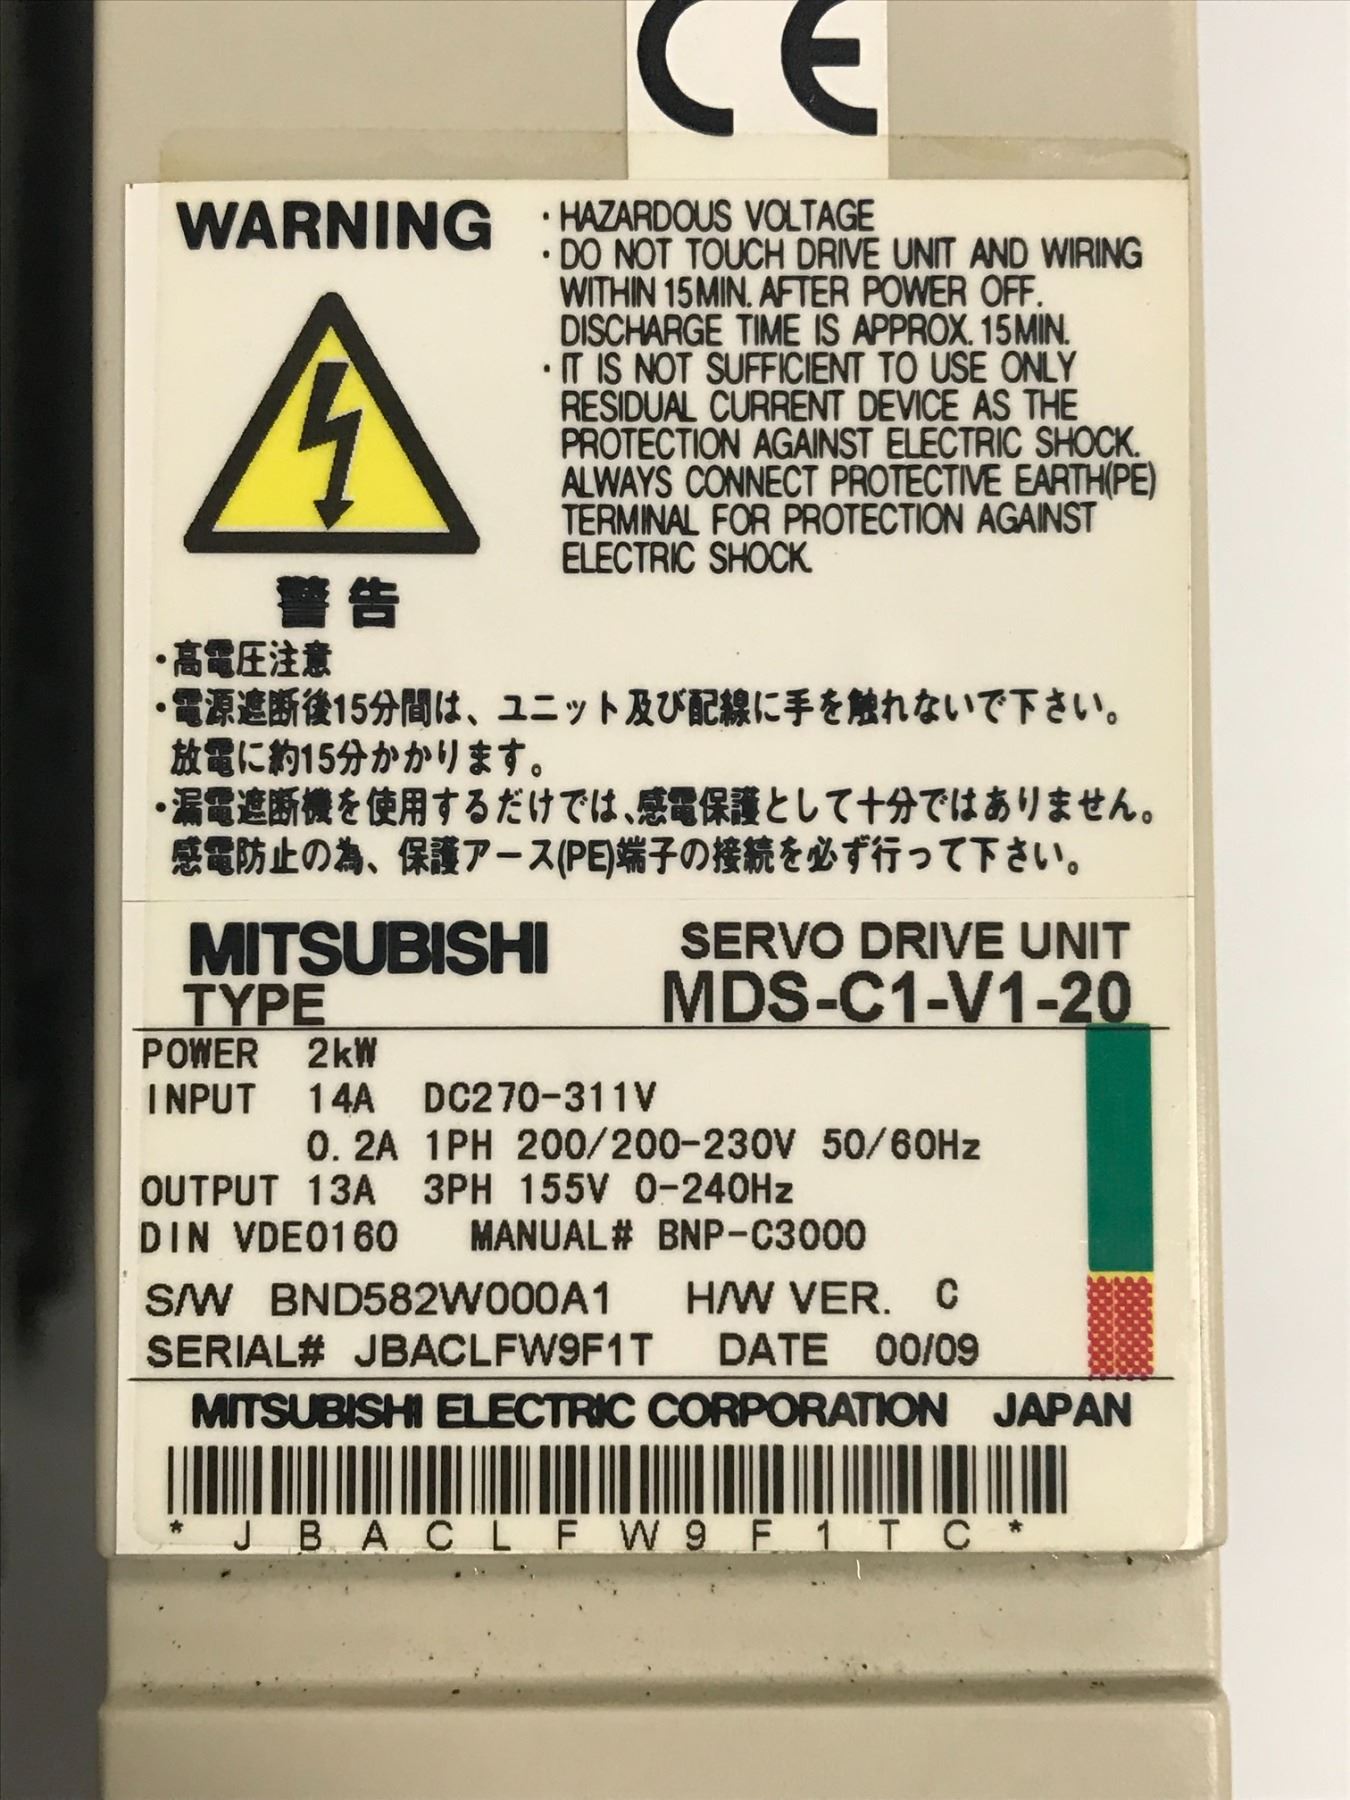 CE
WARNING
・HAZARDOUS VOLTAGE
・DO NOT TOUCH DRIVE UNIT AND WIRING
WITHIN 15MIN. AFTER POWER OFF.
DISCHARGE TIME IS APPROX. 15MIN.
・IT IS NOT SUFFICIENT TO USE ONLY
RESIDUAL CURRENT DEVICE AS THE
PROTECTION AGAINST ELECTRIC SHOCK.
ALWAYS CONNECT PROTECTIVE EARTH(PE)
TERMINAL FOR PROTECTION AGAINST
ELECTRIC SHOCK.
警告
・高電圧注意
・電源遮断後15分間は、ユニット及び配線に手を触れないで下さい。
放電に約15分かかります。
・漏電遮断機を使用するだけでは、感電保護として十分ではありません。
感電防止の為、保護アース(PE)端子の接続を必ず行って下さい。
MITSUBISHI SERVO DRIVE UNIT
TYPE MDS-C1-V1-20
POWER 2kW
INPUT 14A DC270-311V
0.2A 1PH 200/200-230V 50/60Hz
OUTPUT 13A 3PH 155V 0-240Hz
DIN VDE0160 MANUAL# BNP-C3000
S/W BND582W000A1 H/W VER. C
SERIAL# JBACLFW9F1T DATE 00/09
MITSUBISHI ELECTRIC CORPORATION JAPAN
* J B A C L F W 9 F 1 T C *